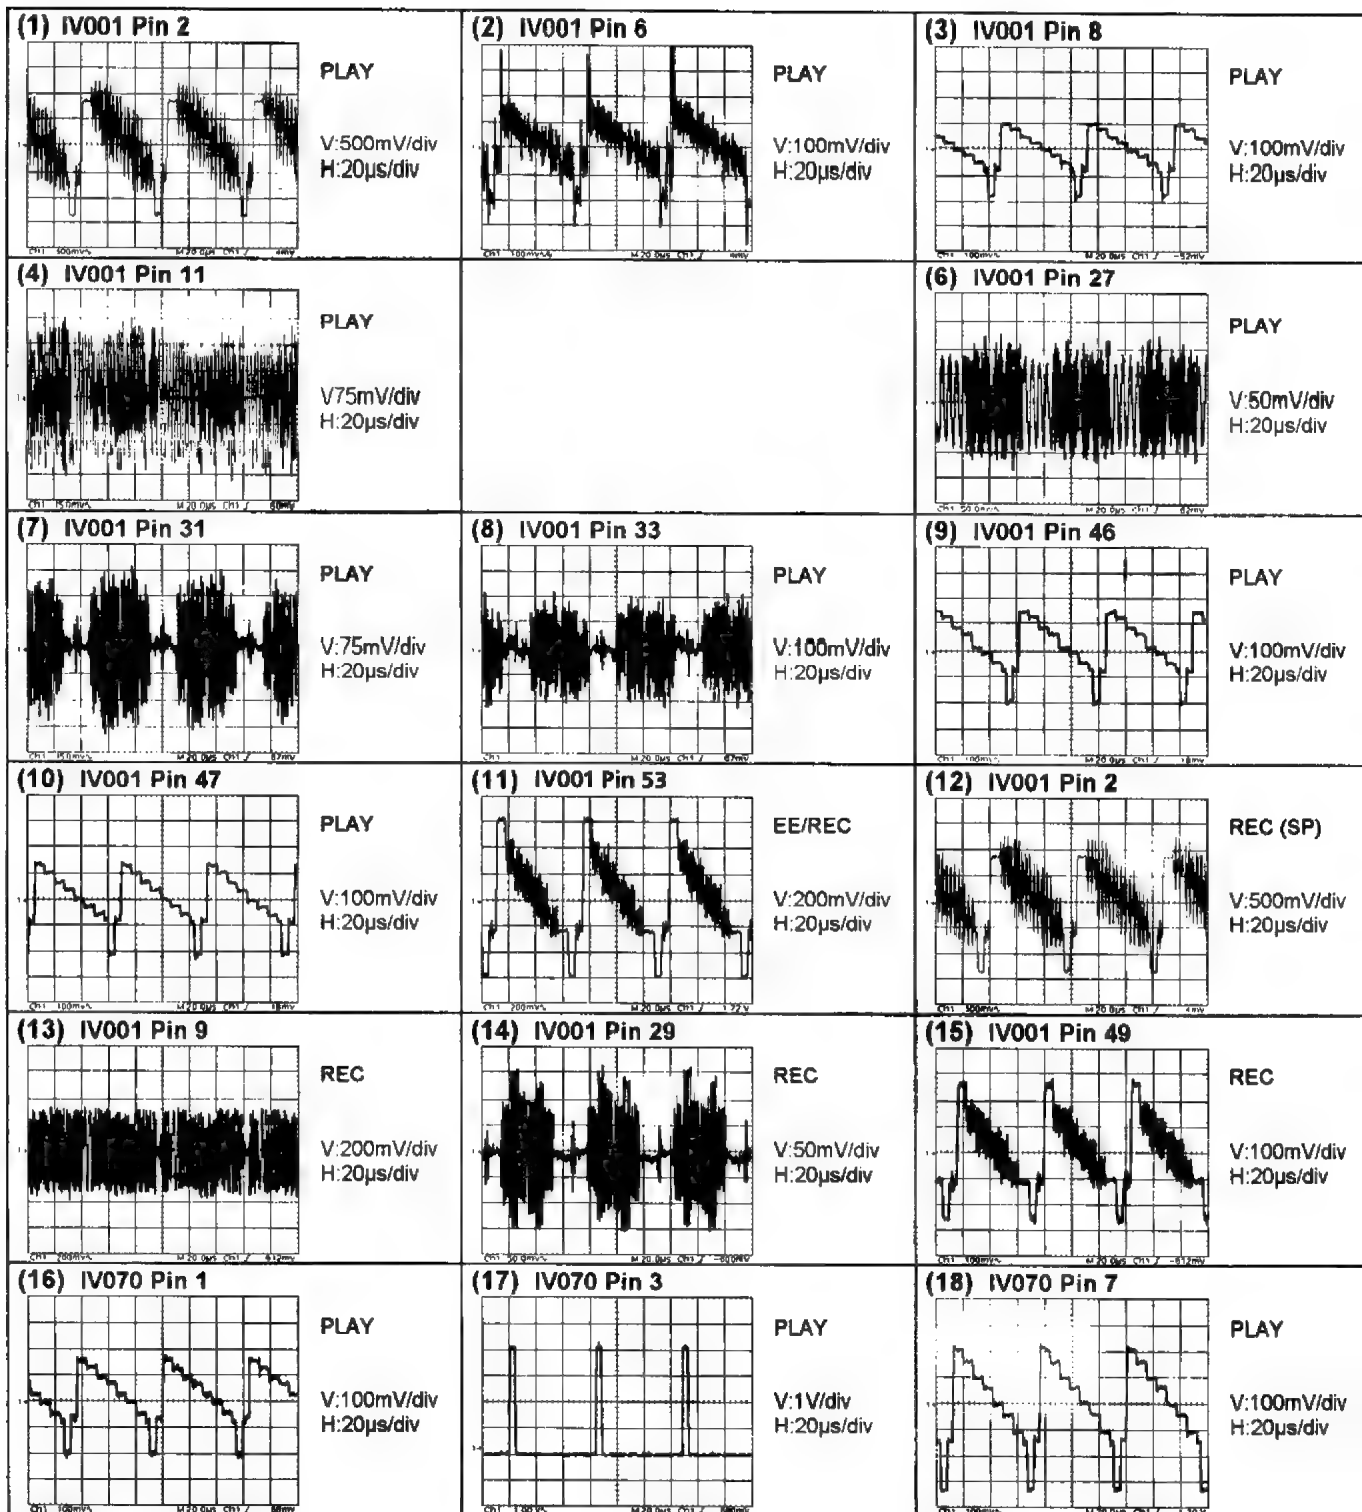 (1) IV001 Pin 2
PLAY
V:500mV/div
H:20µs/div
(2) IV001 Pin 6
PLAY
V:100mV/div
H:20µs/div
(3) IV001 Pin 8
PLAY
V:100mV/div
H:20µs/div
(4) IV001 Pin 11
PLAY
V75mV/div
H:20µs/div
(6) IV001 Pin 27
PLAY
V:50mV/div
H:20µs/div
(7) IV001 Pin 31
PLAY
V:75mV/div
H:20µs/div
(8) IV001 Pin 33
PLAY
V:100mV/div
H:20µs/div
(9) IV001 Pin 46
PLAY
V:100mV/div
H:20µs/div
(10) IV001 Pin 47
PLAY
V:100mV/div
H:20µs/div
(11) IV001 Pin 53
EE/REC
V:200mV/div
H:20µs/div
(12) IV001 Pin 2
REC (SP)
V:500mV/div
H:20µs/div
(13) IV001 Pin 9
REC
V:200mV/div
H:20µs/div
(14) IV001 Pin 29
REC
V:50mV/div
H:20µs/div
(15) IV001 Pin 49
REC
V:100mV/div
H:20µs/div
(16) IV070 Pin 1
PLAY
V:100mV/div
H:20µs/div
(17) IV070 Pin 3
PLAY
V:1V/div
H:20µs/div
(18) IV070 Pin 7
PLAY
V:100mV/div
H:20µs/div